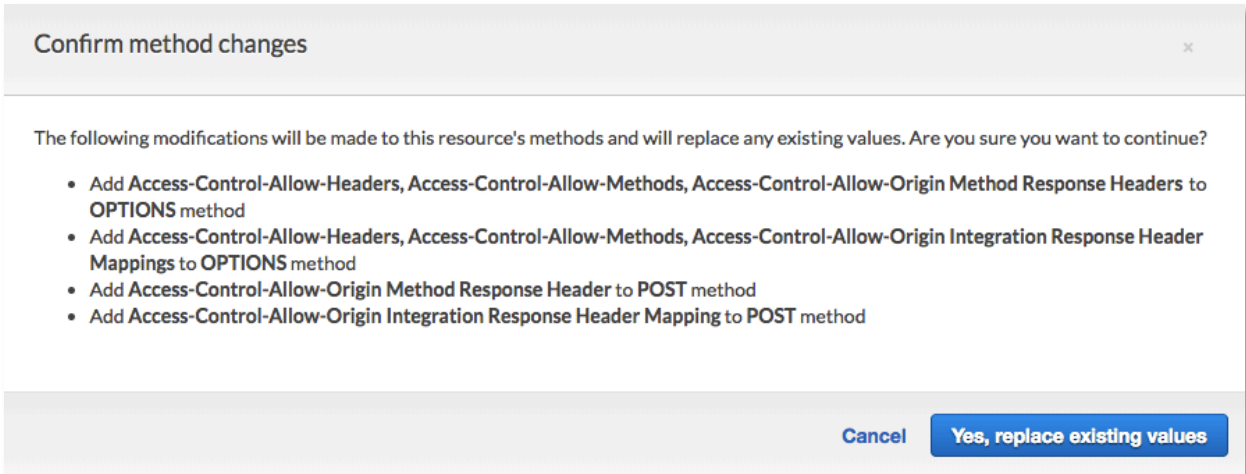 Confirm method changes
×
The following modifications will be made to this resource's methods and will replace any existing values. Are you sure you want to continue?
• Add Access-Control-Allow-Headers, Access-Control-Allow-Methods, Access-Control-Allow-Origin Method Response Headers to
OPTIONS method
• Add Access-Control-Allow-Headers, Access-Control-Allow-Methods, Access-Control-Allow-Origin Integration Response Header
Mappings to OPTIONS method
• Add Access-Control-Allow-Origin Method Response Header to POST method
• Add Access-Control-Allow-Origin Integration Response Header Mapping to POST method
Cancel
Yes, replace existing values